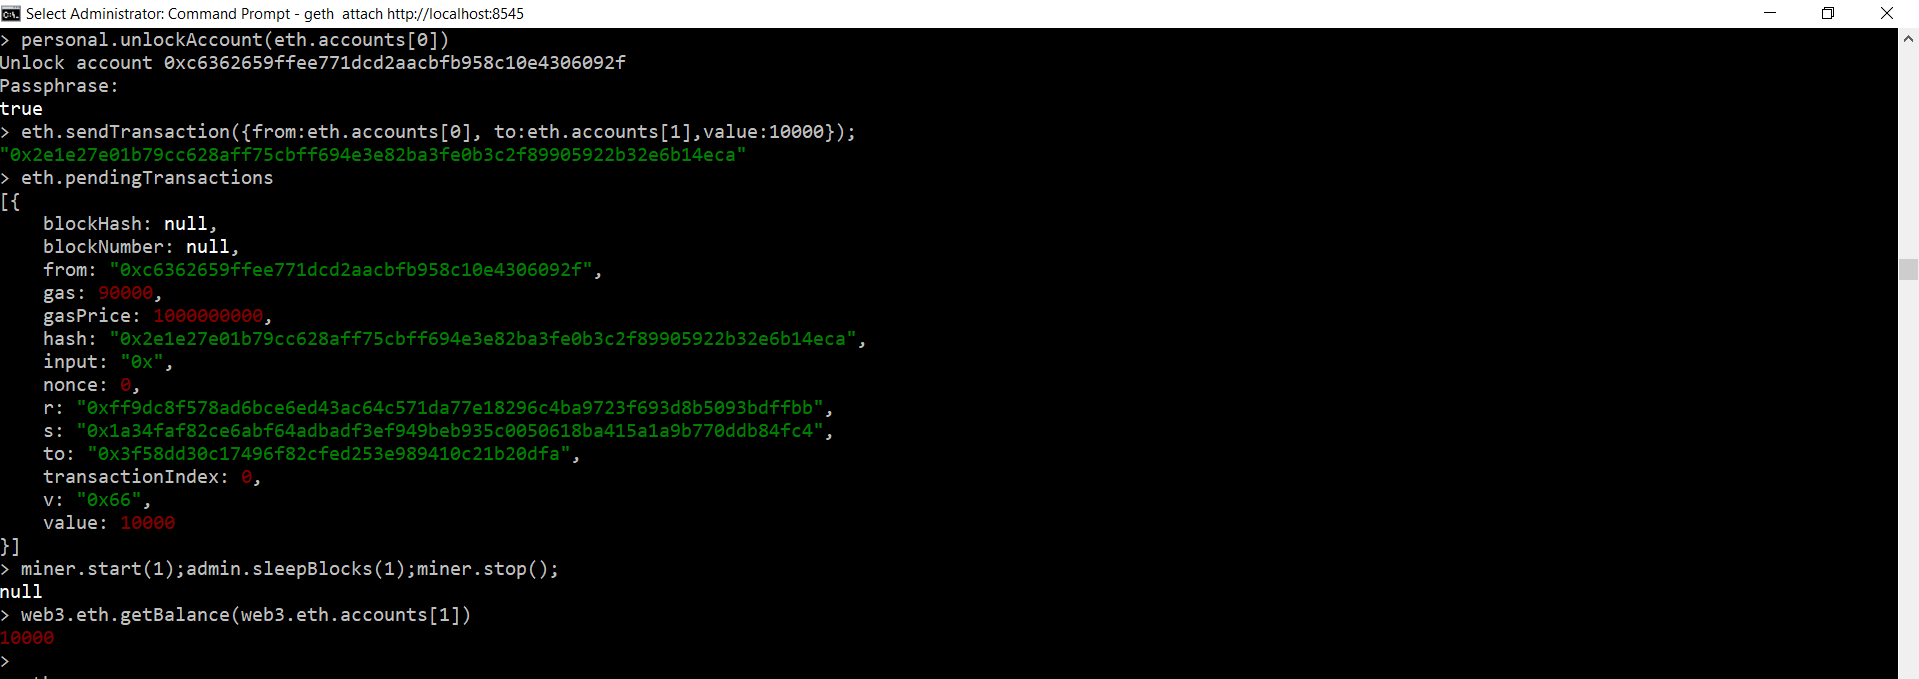 Select Administrator: Command Prompt - geth  attach http://localhost:8545
> personal.unlockAccount(eth.accounts[0])
Unlock account 0xc6362659ffee771dcd2aacbfb958c10e4306092f
Passphrase:
true
> eth.sendTransaction({from:eth.accounts[0], to:eth.accounts[1],value:10000});
"0x2e1e27e01b79cc628aff75cbff694e3e82ba3fe0b3c2f89905922b32e6b14eca"
> eth.pendingTransactions
[{
    blockHash: null,
    blockNumber: null,
    from: "0xc6362659ffee771dcd2aacbfb958c10e4306092f",
    gas: 90000,
    gasPrice: 1000000000,
    hash: "0x2e1e27e01b79cc628aff75cbff694e3e82ba3fe0b3c2f89905922b32e6b14eca",
    input: "0x",
    nonce: 0,
    r: "0xff9dc8f578ad6bce6ed43ac64c571da77e18296c4ba9723f693d8b5093bdffbb",
    s: "0x1a34faf82ce6abf64adbadf3ef949beb935c0050618ba415a1a9b770ddb84fc4",
    to: "0x3f58dd30c17496f82cfed253e989410c21b20dfa",
    transactionIndex: 0,
    v: "0x66",
    value: 10000
}]
> miner.start(1);admin.sleepBlocks(1);miner.stop();
null
> web3.eth.getBalance(web3.eth.accounts[1])
10000
>